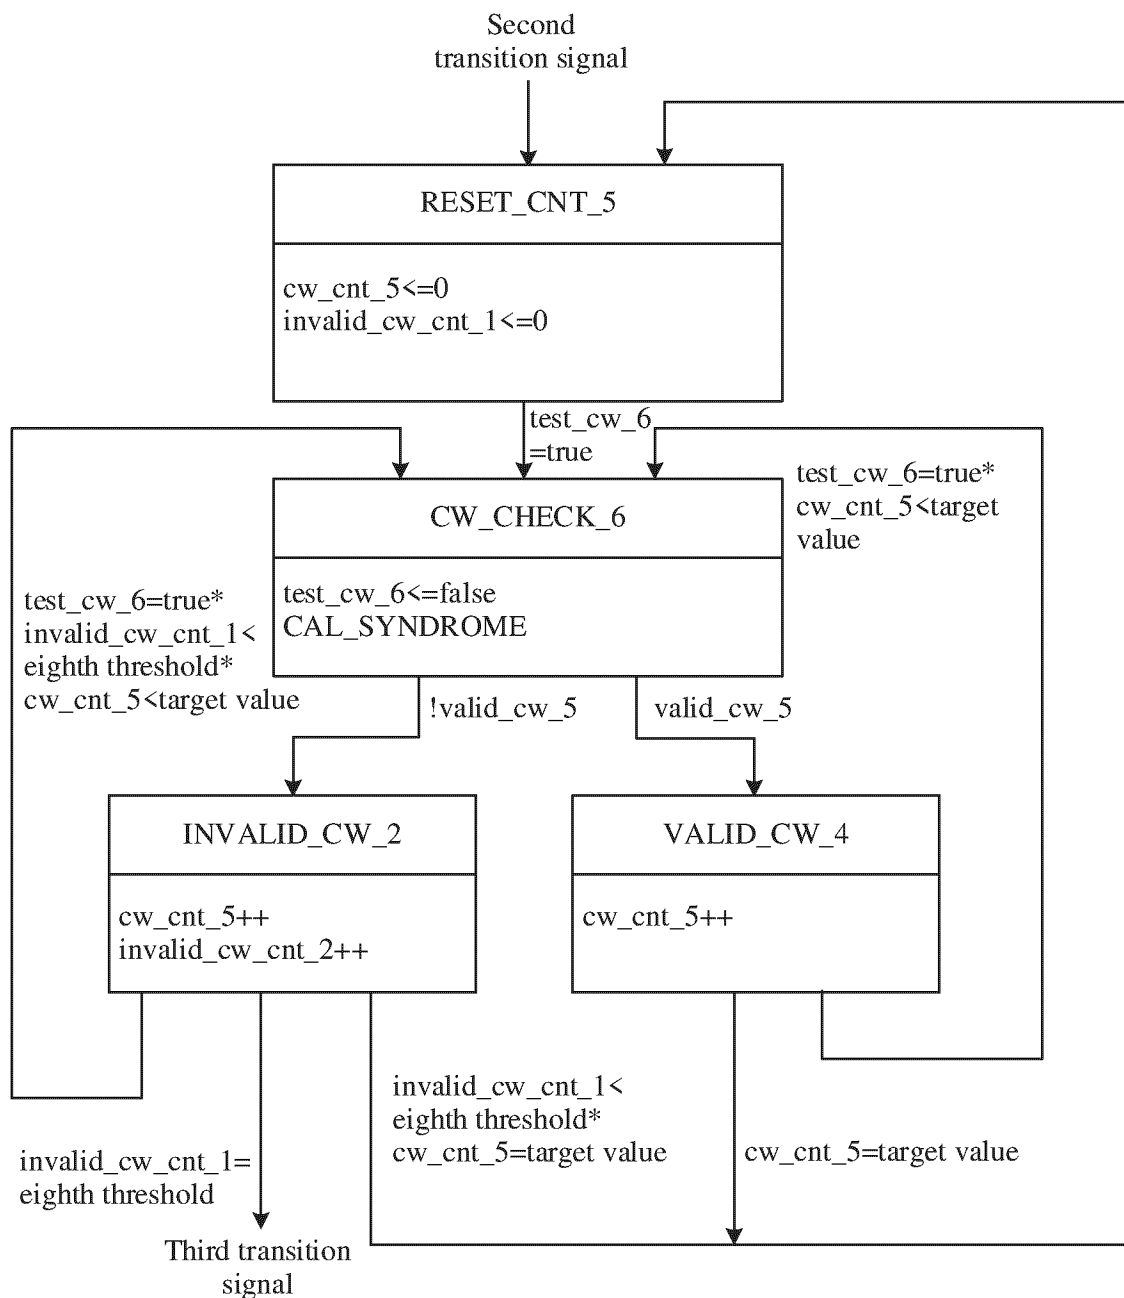 Second
transition signal
RESET_CNT_5
cw_cnt_5<=0
invalid_cw_cnt_1<=0
test_cw_6
=true
test_cw_6=true*
cw_cnt_5<target
value
CW_CHECK_6
test_cw_6<=false
CAL_SYNDROME
test_cw_6=true*
invalid_cw_cnt_1<
eighth threshold*
cw_cnt_5<target value
!valid_cw_5
valid_cw_5
INVALID_CW_2
cw_cnt_5++
invalid_cw_cnt_2++
VALID_CW_4
cw_cnt_5++
invalid_cw_cnt_1<
eighth threshold*
cw_cnt_5=target value
cw_cnt_5=target value
invalid_cw_cnt_1=
eighth threshold
Third transition
signal